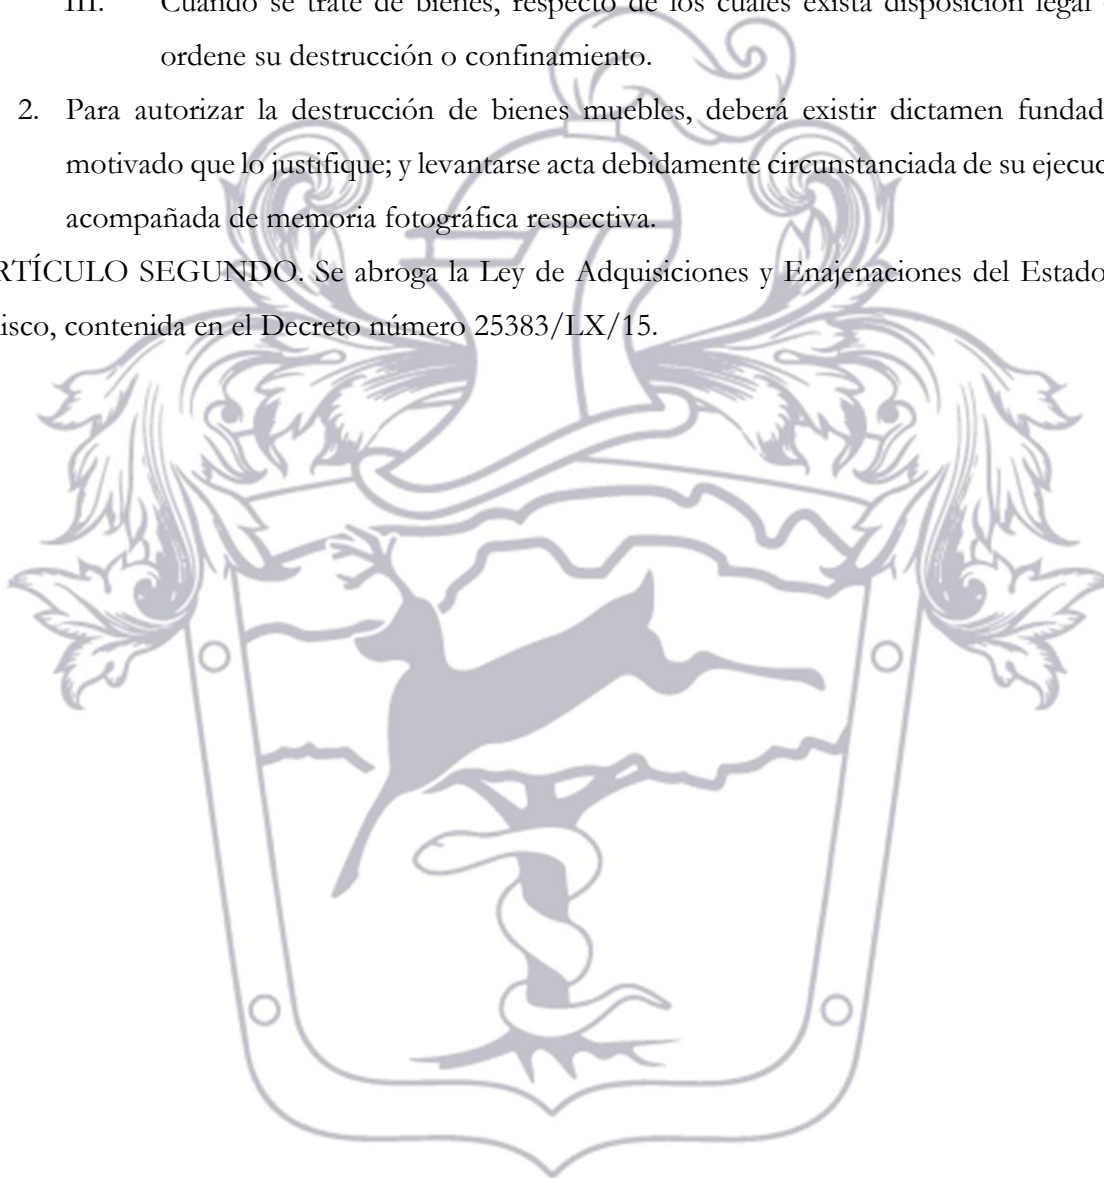 III. Cuando se trate de bienes, respecto de los cuales exista disposición legal
ordene su destrucción o confinamiento.
2. Para autorizar la destrucción de bienes muebles, deberá existir dictamen fundad
motivado que lo justifique; y levantarse acta debidamente circunstanciada de su ejecuc
acompañada de memoria fotográfica respectiva.
RTÍCULO SEGUNDO. Se abroga la Ley de Adquisiciones y Enajenaciones del Estado
isco, contenida en el Decreto número 25383/LX/15.